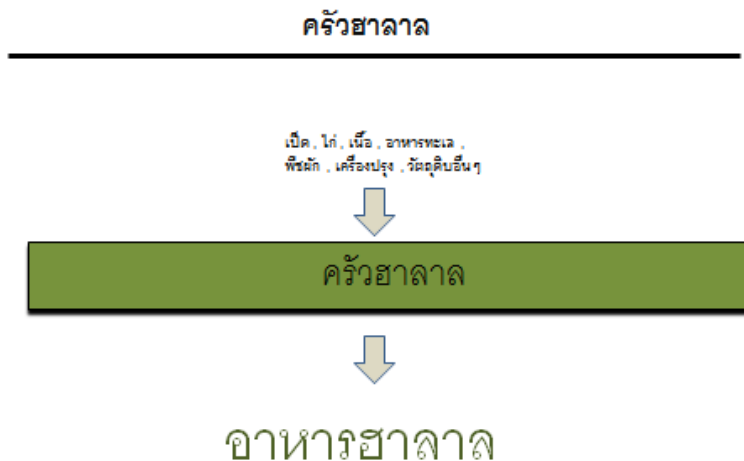 ครัวฮาลาล
เป็ด , ไก่ , เนื้อ , อาหารทะเล ,
พืชผัก , เครื่องปรุง , วัตถุดิบอื่นๆ
ครัวฮาลาล
อาหารฮาลาล